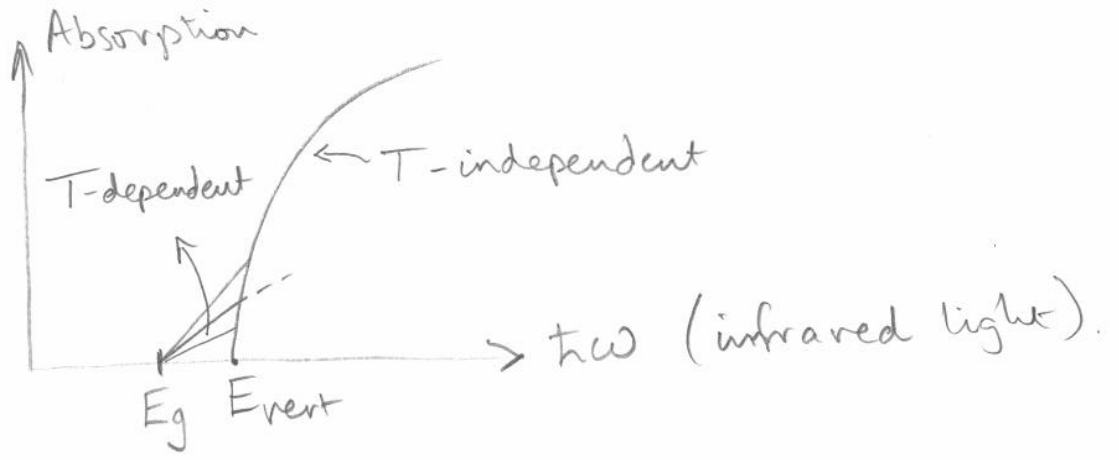 Absorption
T-dependent
T-independent
ħω (infrared light).
Eg
Evert